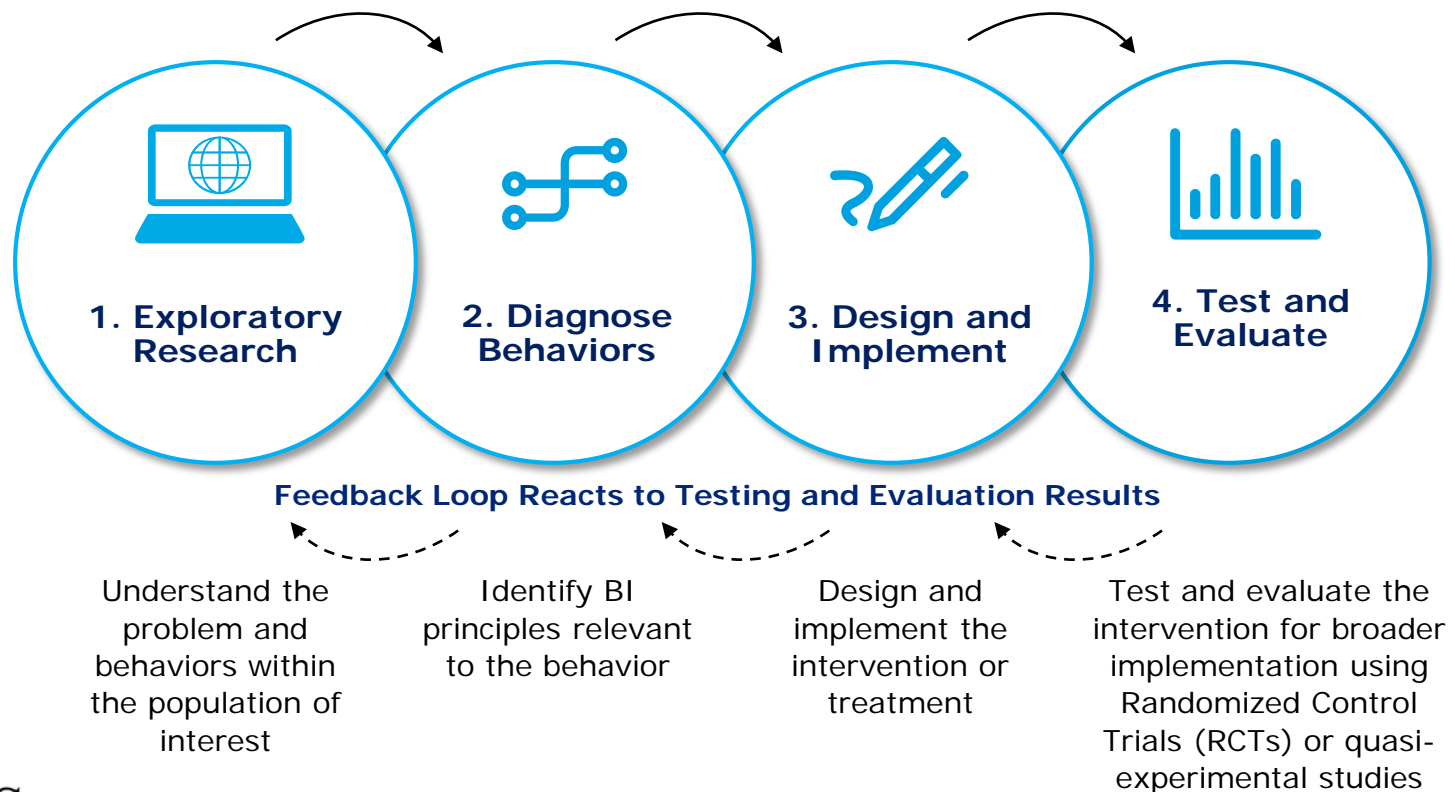 1. Exploratory
Research
2. Diagnose
Behaviors
3. Design and
Implement
4. Test and
Evaluate
Feedback Loop Reacts to Testing and Evaluation Results
Understand the
problem and
behaviors within
the population of
interest
Identify BI
principles relevant
to the behavior
Design and
implement the
intervention or
treatment
Test and evaluate the
intervention for broader
implementation using
Randomized Control
Trials (RCTs) or quasi-
experimental studies